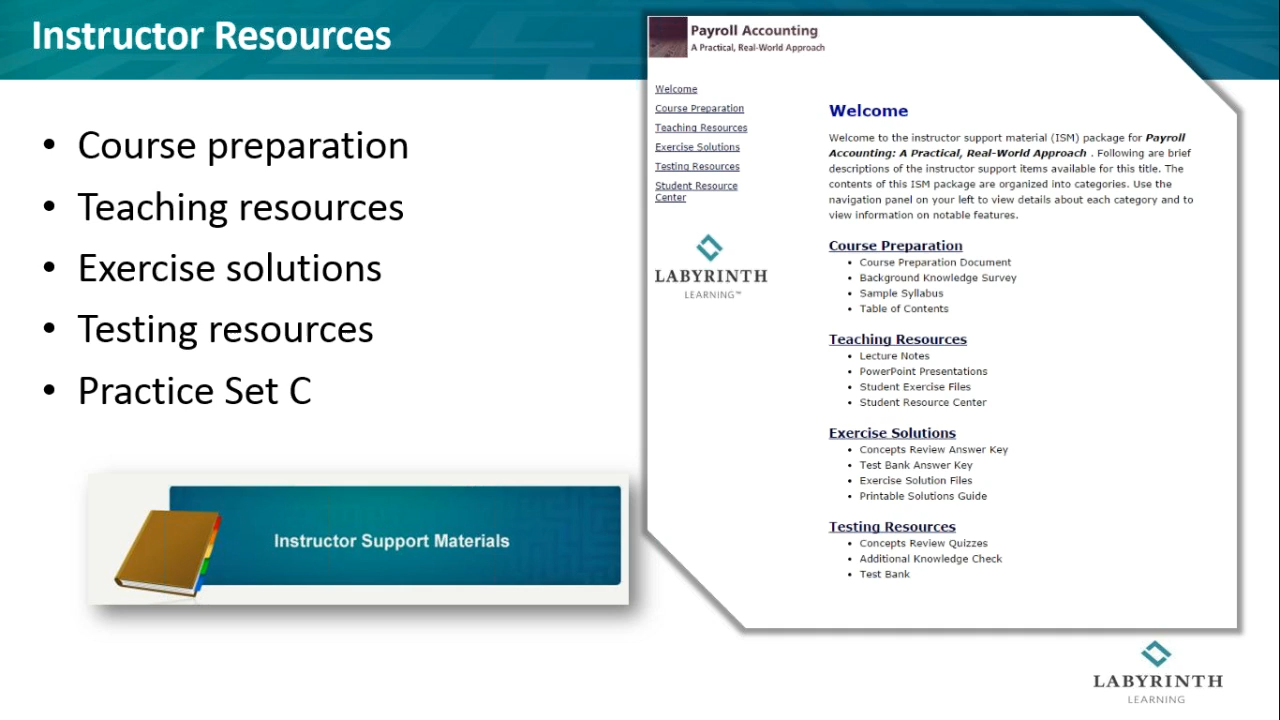 Instructor Resources
• Course preparation
• Teaching resources
• Exercise solutions
• Testing resources
• Practice Set C
Instructor Support Materials
Payroll Accounting
A Practical, Real-World Approach
Welcome
Course Preparation
Teaching Resources
Exercise Solutions
Testing Resources
Student Resource
Center
LABYRINTH
LEARNING™
Welcome
Welcome to the instructor support material (ISM) package for Payroll
Accounting: A Practical, Real-World Approach . Following are brief
descriptions of the instructor support items available for this title. The
contents of this ISM package are organized into categories. Use the
navigation panel on your left to view details about each category and to
view information on notable features.
Course Preparation
• Course Preparation Document
• Background Knowledge Survey
• Sample Syllabus
• Table of Contents
Teaching Resources
• Lecture Notes
• PowerPoint Presentations
• Student Exercise Files
• Student Resource Center
Exercise Solutions
• Concepts Review Answer Key
• Test Bank Answer Key
• Exercise Solution Files
• Printable Solutions Guide
Testing Resources
• Concepts Review Quizzes
• Additional Knowledge Check
• Test Bank
LABYRINTH
LEARNING